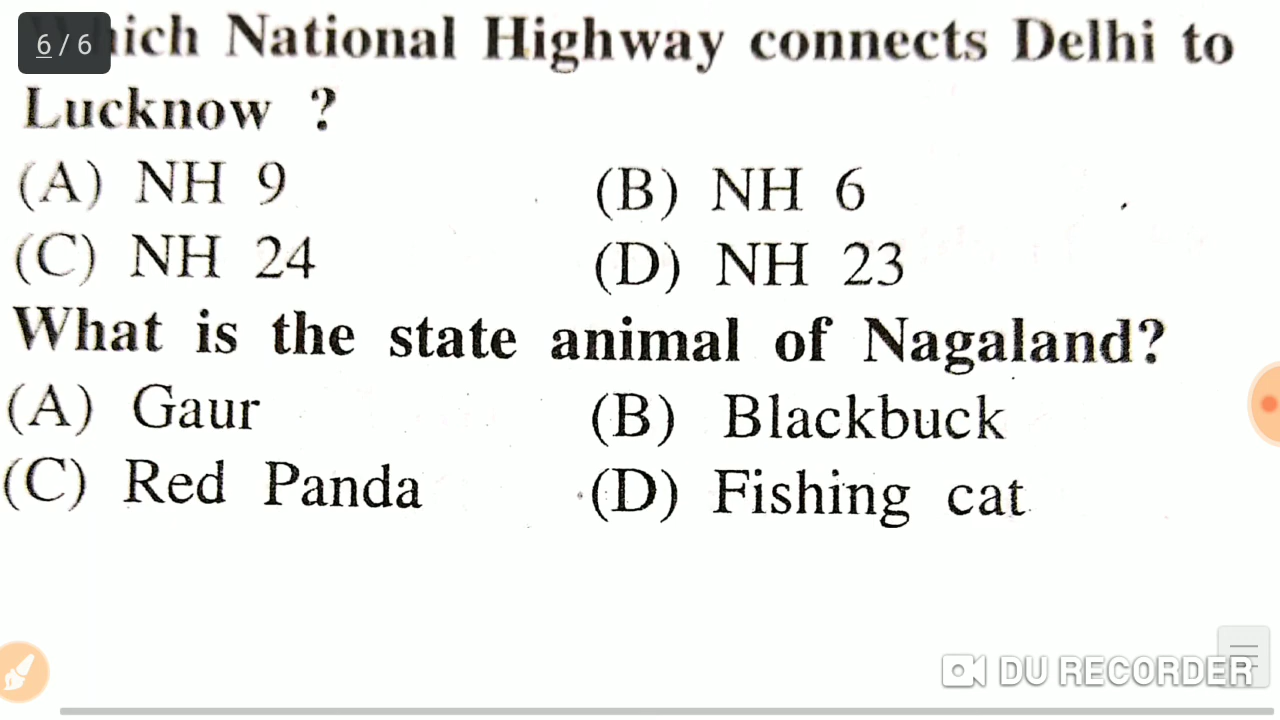 6/6
Which National Highway connects Delhi to
Lucknow ?
(A) NH 9 (B) NH 6
(C) NH 24 (D) NH 23
What is the state animal of Nagaland?
(A) Gaur (B) Blackbuck
(C) Red Panda (D) Fishing cat
DU RECORDER